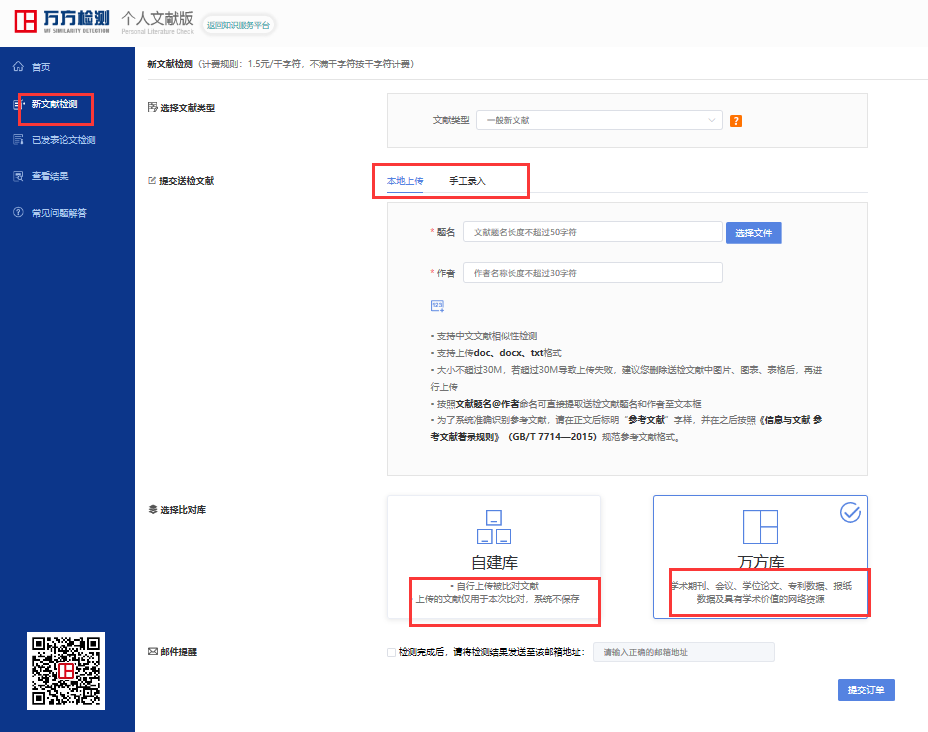 万方检测
WF SIMILARITY DETECTION
个人文献版
Personal Literature Check
返回知识服务平台
首页
新文献检测
已发表论文检测
查看结果
常见问题解答
新文献检测（计费规则：1.5元/千字符，不满千字符按千字符计费）
选择文献类型
文献类型 一般新文献 ?
提交送检文献
本地上传 手工录入
* 题名 文献题名长度不超过50字符 选择文件
* 作者 作者名称长度不超过30字符
• 支持中文文献相似性检测
• 支持上传doc、docx、txt格式
• 大小不超过30M，若超过30M导致上传失败，建议您删除送检文献中图片、图表、表格后，再进
行上传
• 按照文献题名@作者命名可直接提取送检文献题名和作者至文本框
• 为了系统准确识别参考文献，请在正文后标明“参考文献”字样，并在之后按照《信息与文献 参
考文献著录规则》（GB/T 7714—2015）规范参考文献格式。
选择比对库
自建库
• 自行上传被比对文献
上传的文献仅用于本次比对，系统不保存
万方库
学术期刊、会议、学位论文、专利数据、报纸
数据及具有学术价值的网络资源
邮件提醒
检测完成后，请将检测结果发送至该邮箱地址： 请输入正确的邮箱地址
提交订单